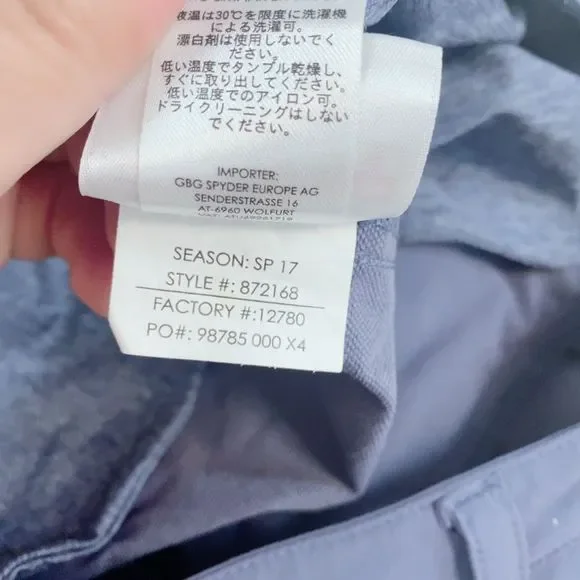 液温は30℃を限度に洗濯機
による洗濯可。
漂白剤は使用しないでく
ださい。
低い温度でタンブル乾燥し、
すぐに取り出してください。
低い温度でのアイロン可。
ドライクリーニングはしない
でください。
IMPORTER:
GBG SPYDER EUROPE AG
SENDERSTRASSE 16
AT-6960 WOLFURT
SEASON: SP 17
STYLE #: 872168
FACTORY #:12780
PO#: 98785 000 X4